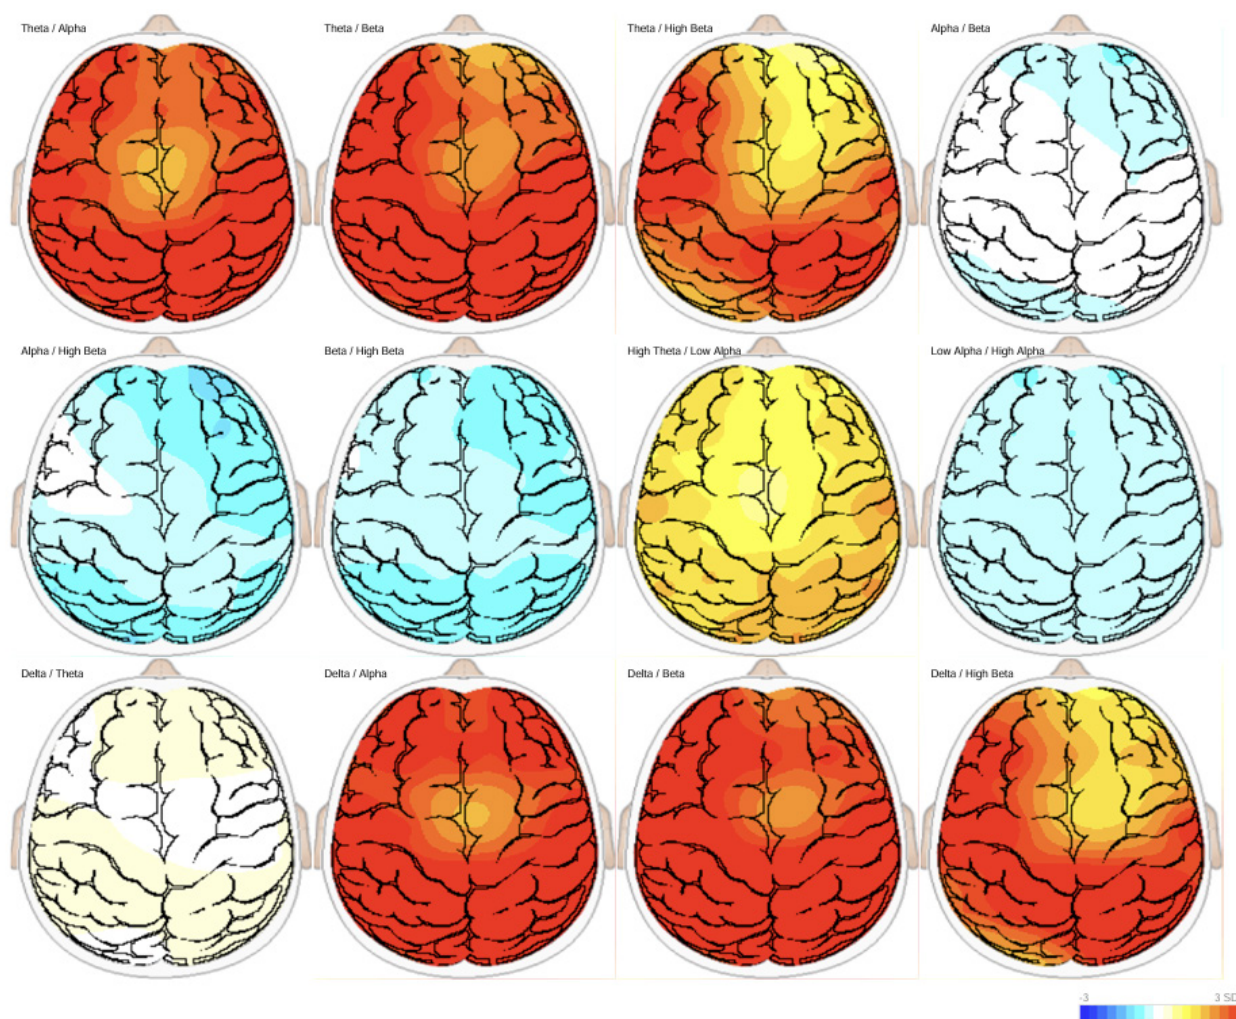 Theta / Alpha
Theta / Beta
Theta / High Beta
Alpha / Beta
Alpha / High Beta
Beta / High Beta
High Theta / Low Alpha
Low Alpha / High Alpha
Delta / Theta
Delta / Alpha
Delta / Beta
Delta / High Beta
-3 3 SD